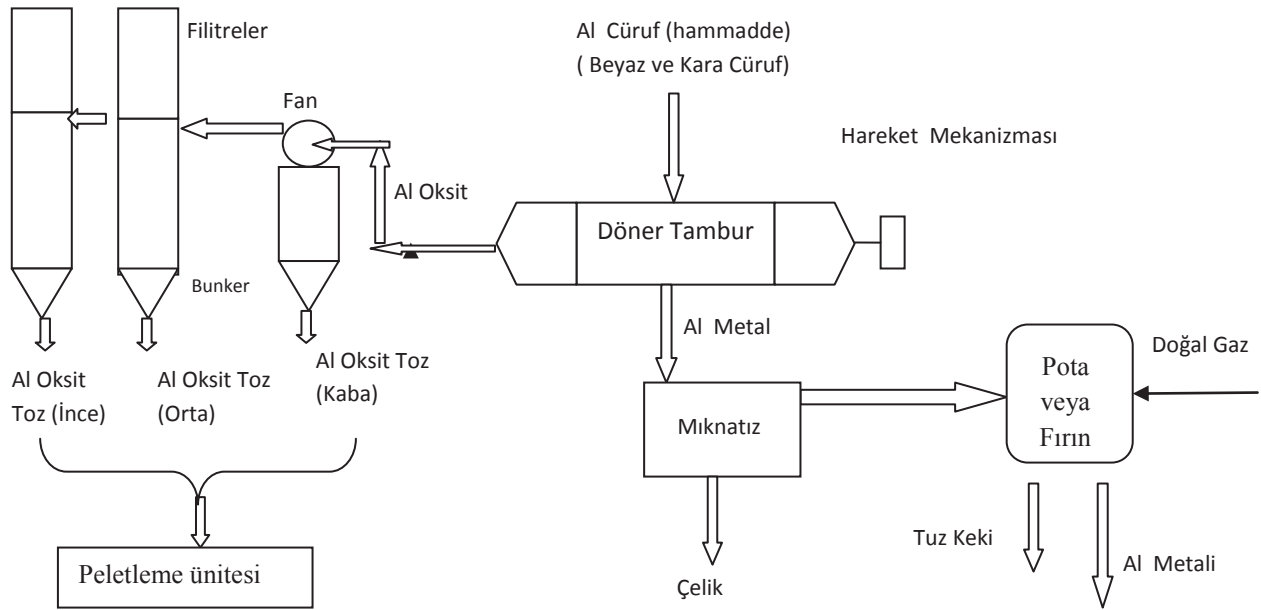 Filitreler
Al Cüruf (hammadde)
( Beyaz ve Kara Cüruf)
Fan
Hareket Mekanizması
Al Oksit
Döner Tambur
Bunker
Al Metal
Al Oksit
Toz (İnce)
Al Oksit Toz
(Orta)
Al Oksit Toz
(Kaba)
Mıknatız
Pota
veya
Fırın
Doğal Gaz
Peletleme ünitesi
Çelik
Tuz Keki
Al Metali